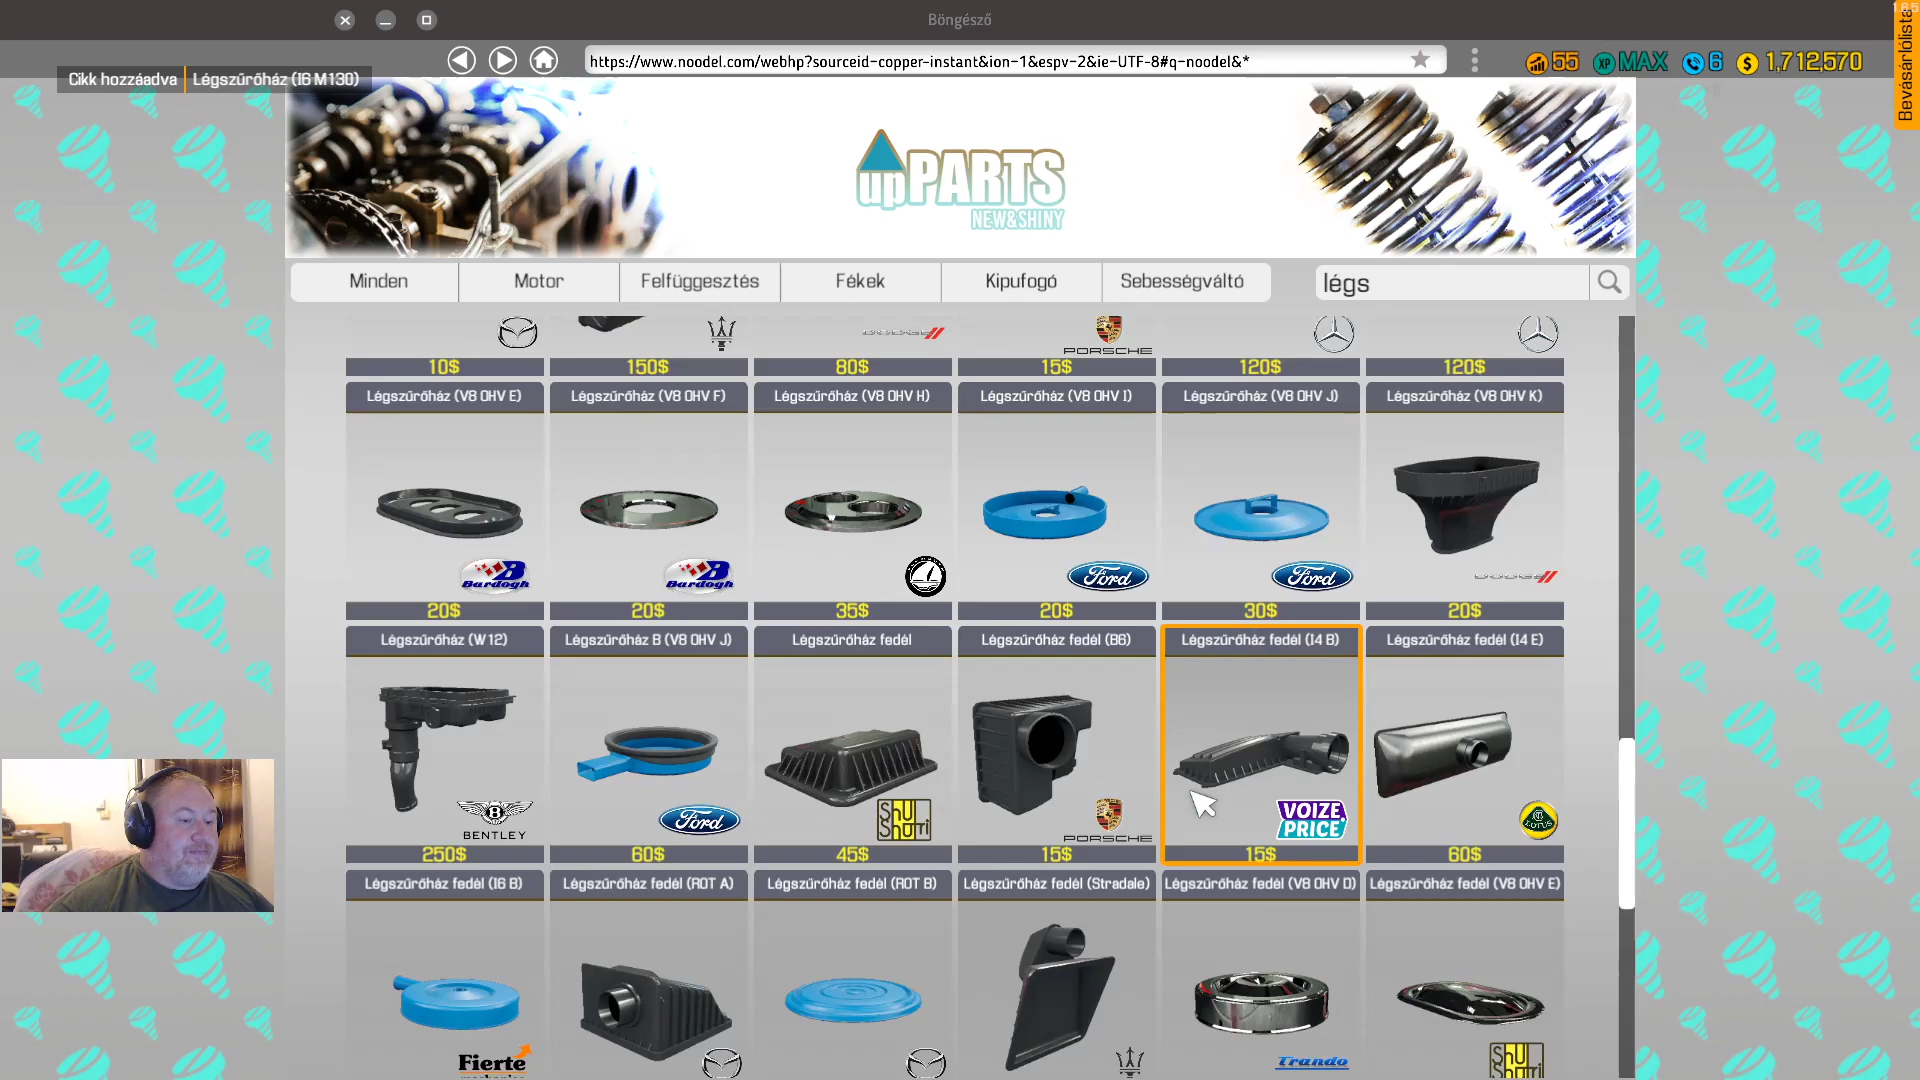 Böngésző
https://www.noodel.com/webhp?sourceid-copper-instant&ion-1&espv-2&ie-UTF-8#q-noodel&*
55 XP MAX 6 $ 1,712,570
Bevásárlólista
Cikk hozzáadva Légszűrőház (I6 M130)
upPARTS
NEW&SHINY
Minden Motor Felfüggesztés Fékek Kipufogó Sebességváltó légs
PORSCHE
10$ 150$ 80$ 15$ 120$ 120$
Légszűrőház (V8 OHV E) Légszűrőház (V8 OHV F) Légszűrőház (V8 OHV H) Légszűrőház (V8 OHV I) Légszűrőház (V8 OHV J) Légszűrőház (V8 OHV K)
Bardogh Bardogh Ford Ford DODGE
20$ 20$ 35$ 20$ 30$ 20$
Légszűrőház (W12) Légszűrőház B (V8 OHV J) Légszűrőház fedél Légszűrőház fedél (B6) Légszűrőház fedél (I4 B) Légszűrőház fedél (I4 E)
BENTLEY Ford PORSCHE VOIZE PRICE LOTUS
250$ 60$ 45$ 15$ 15$ 60$
Légszűrőház fedél (I6 B) Légszűrőház fedél (ROT A) Légszűrőház fedél (ROT B) Légszűrőház fedél (Stradale) Légszűrőház fedél (V8 OHV D) Légszűrőház fedél (V8 OHV E)
Fierte Trando